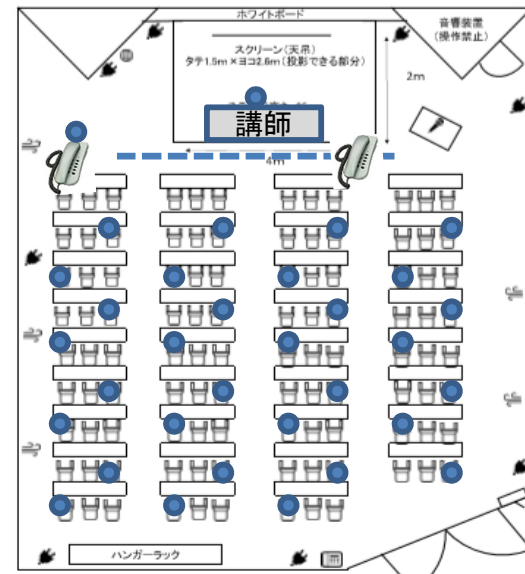 ホワイトボード
音響装置
(操作禁止)
スクリーン(天吊)
タテ1.5m×ヨコ2.6m(投影できる部分)
2m
講師
4m
ハンガーラック